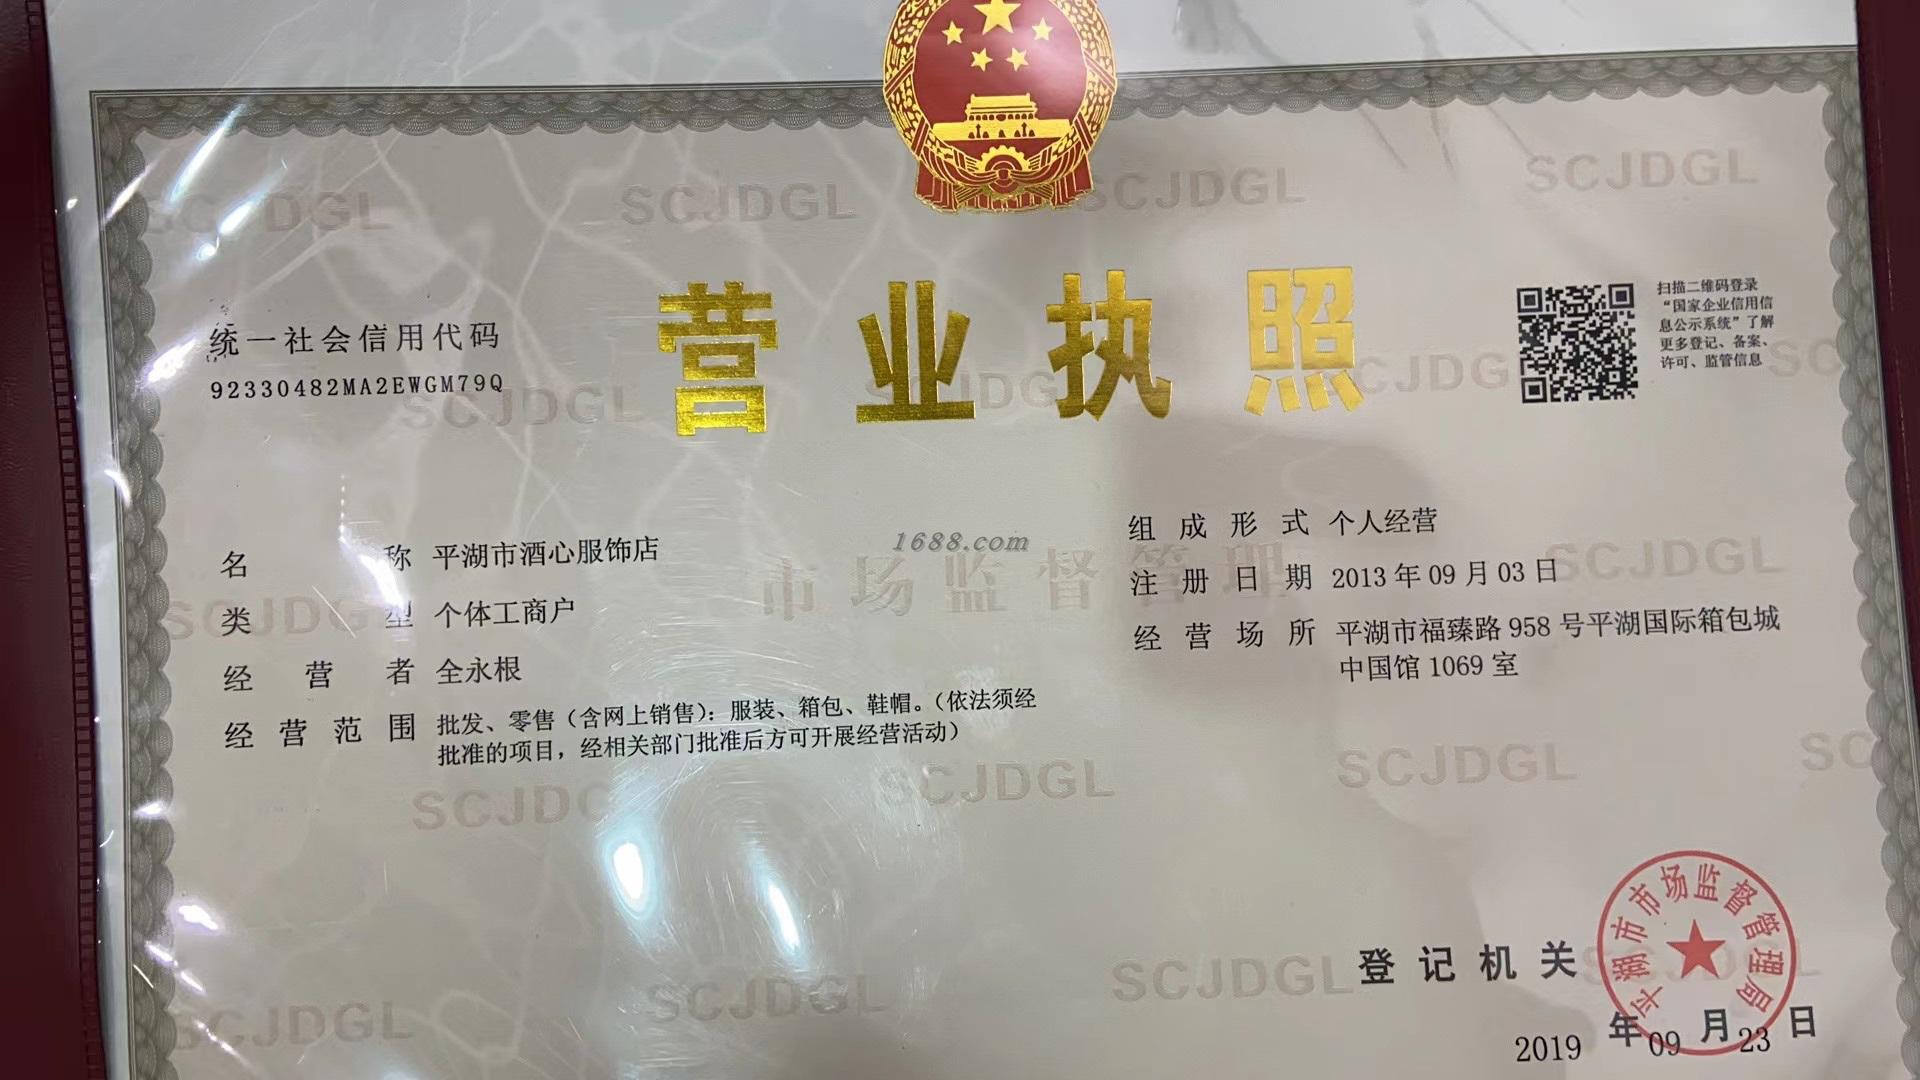 营业执照
统一社会信用代码
92330482MA2EWGM79Q
扫描二维码登录
“国家企业信用信
息公示系统”了解
更多登记、备案、
许可、监管信息
名称 平湖市酒心服饰店
类型 个体工商户
经营者 全永根
经营范围 批发、零售（含网上销售）：服装、箱包、鞋帽。（依法须经
批准的项目，经相关部门批准后方可开展经营活动）
组成形式 个人经营
注册日期 2013年09月03日
经营场所 平湖市福臻路958号平湖国际箱包城
中国馆1069室
1688.com
市场监督管理
SCJDGL
登记机关
平湖市市场监督管理局
2019年09月23日